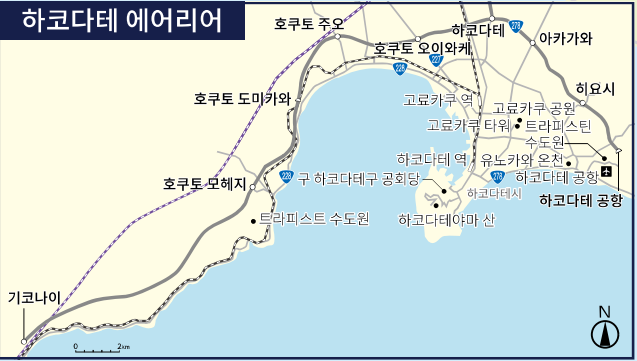 하코다테 에어리어
호쿠토 주오
하코다테
278
아카가와
호쿠토 오이와케
227
228
히요시
호쿠토 도미카와
고료카쿠 역
고료카쿠 공원
고료카쿠 타워
트라피스틴
수도원
하코다테 역
유노카와 온천
호쿠토 모헤지
228
구 하코다테구 공회당
278
하코다테 공항
하코다테시
하코다테 공항
트라피스트 수도원
하코다테야마 산
기코나이
N
0
2km